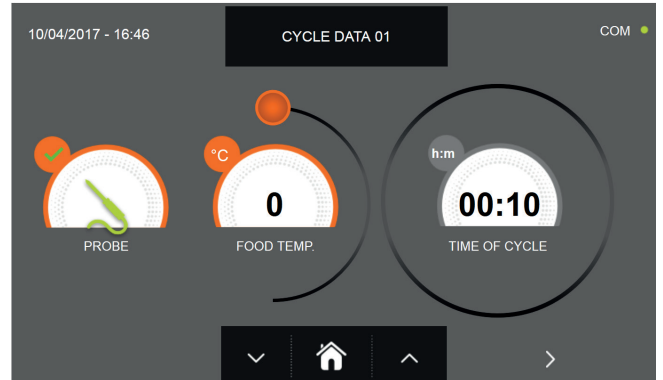 10/04/2017 - 16:46
CYCLE DATA 01
COM
°C
h:m
0
00:10
PROBE
FOOD TEMP.
TIME OF CYCLE